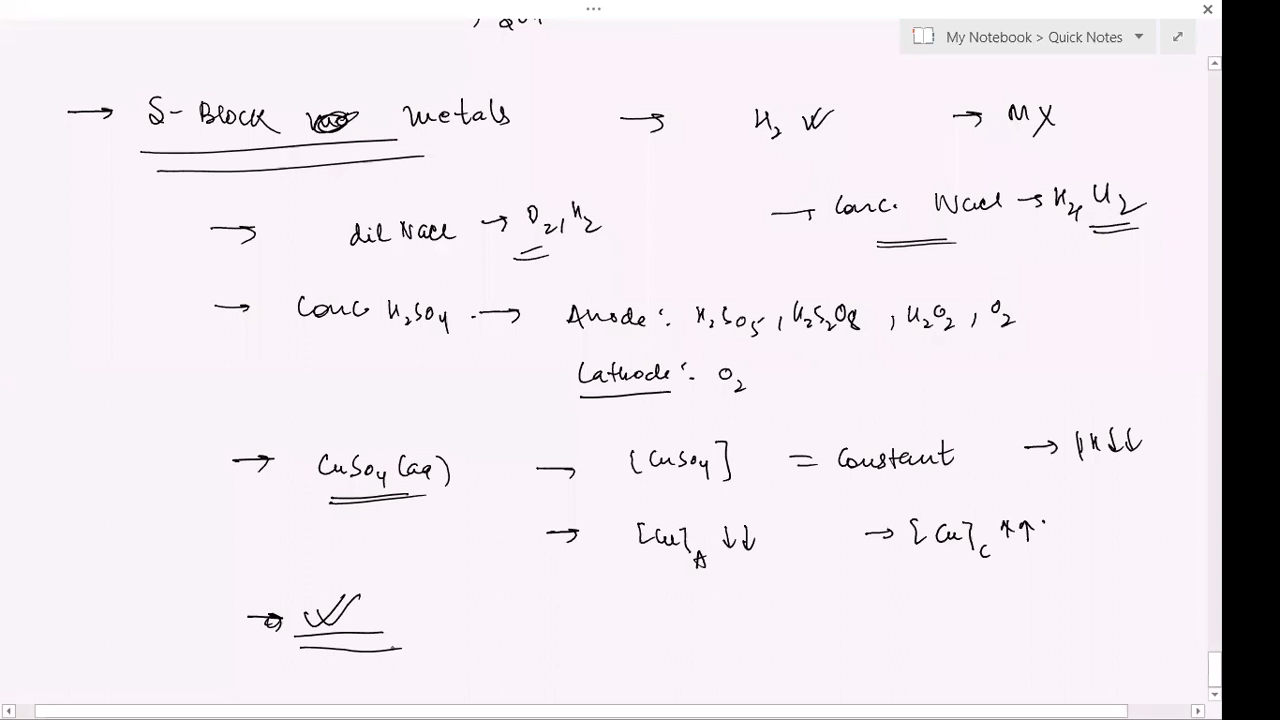 My Notebook > Quick Notes
→ S-Block metals → H2 → MX
→ dil NaCl → O2, H2 → Conc. NaCl → H2, Cl2
→ Conc H2SO4 → Anode: H2SO5, H2S2O8, H2O2, O2
Cathode: O2
→ CuSO4(aq) → [CuSO4] = Constant → pH ↓↓
→ [Cu]A ↓↓ → [Cu]C ↑↑
→